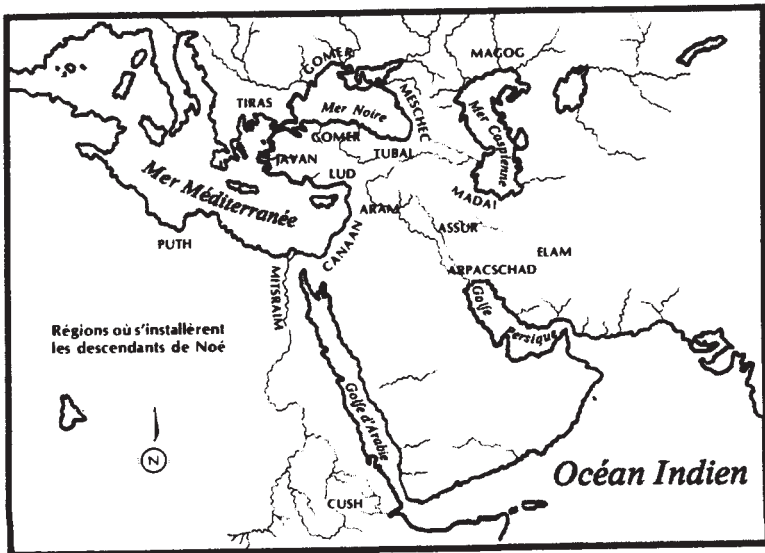 GOMER
MAGOG
MESCHEC
TIRAS
Mer Noire
Mer Caspienne
GOMER
JAVAN
TUBAL
LUD
Mer Méditerranée
MADAI
ARAM
ASSUR
PUTH
CANAAN
ELAM
ARPACSCHAD
MITSRAIM
Golfe
Persique
Régions où s'installèrent
les descendants de Noé
Golfe d'Arabie
N
Océan Indien
CUSH